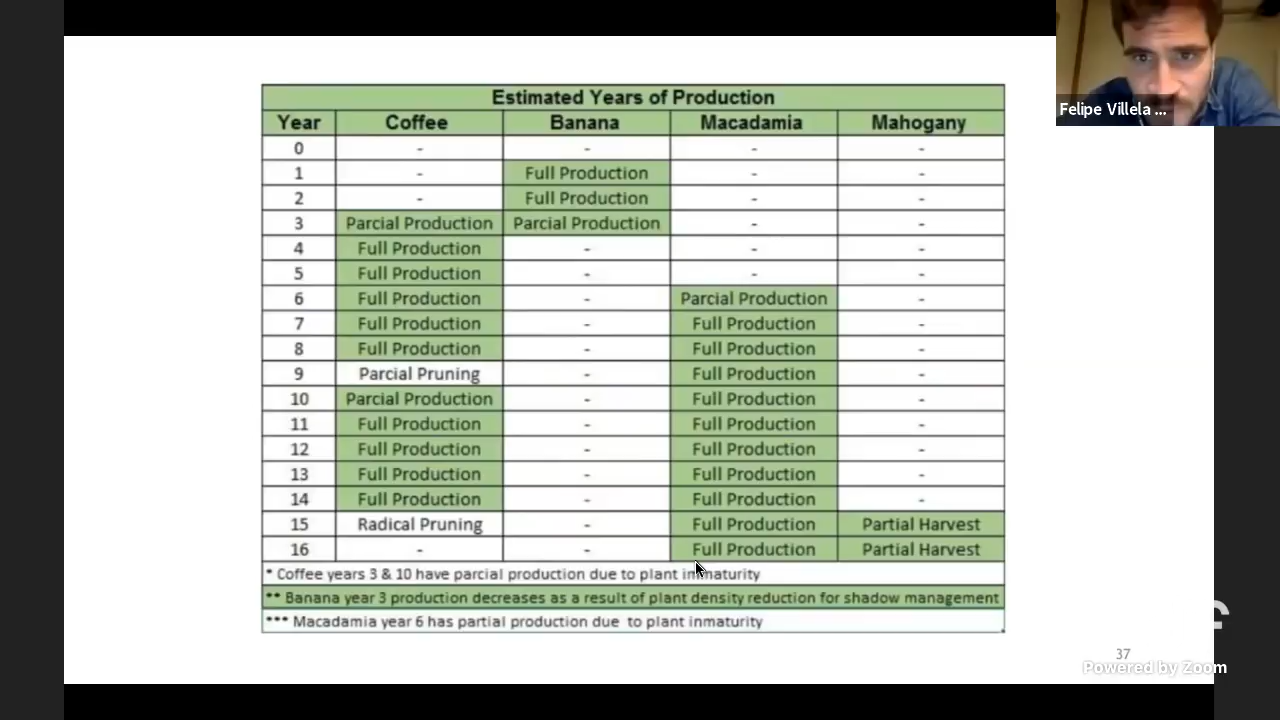 Felipe Villela ...
Estimated Years of Production
Year Coffee Banana Macadamia Mahogany
0 - - - -
1 - Full Production - -
2 - Full Production - -
3 Parcial Production Parcial Production - -
4 Full Production - - -
5 Full Production - - -
6 Full Production - Parcial Production -
7 Full Production - Full Production -
8 Full Production - Full Production -
9 Parcial Pruning - Full Production -
10 Parcial Production - Full Production -
11 Full Production - Full Production -
12 Full Production - Full Production -
13 Full Production - Full Production -
14 Full Production - Full Production -
15 Radical Pruning - Full Production Partial Harvest
16 - - Full Production Partial Harvest
* Coffee years 3 & 10 have parcial production due to plant inmaturity
** Banana year 3 production decreases as a result of plant density reduction for shadow management
*** Macadamia year 6 has partial production due to plant inmaturity
37
Powered by Zoom